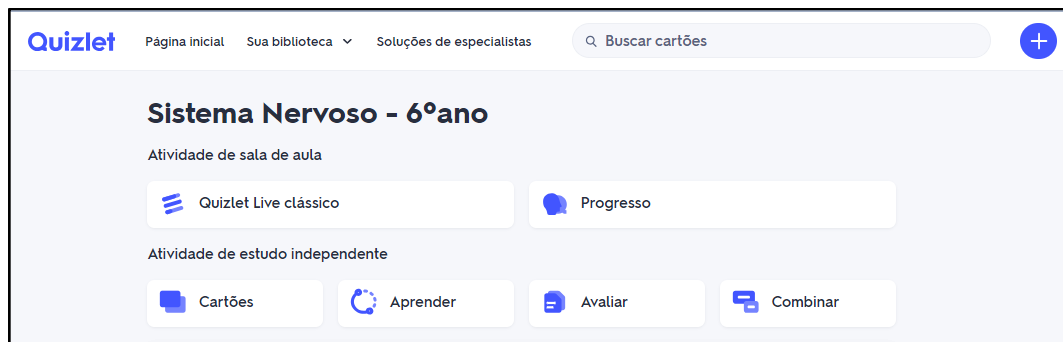 Quizlet Página inicial Sua biblioteca Soluções de especialistas Buscar cartões
Sistema Nervoso - 6ºano
Atividade de sala de aula
Quizlet Live clássico Progresso
Atividade de estudo independente
Cartões Aprender Avaliar Combinar